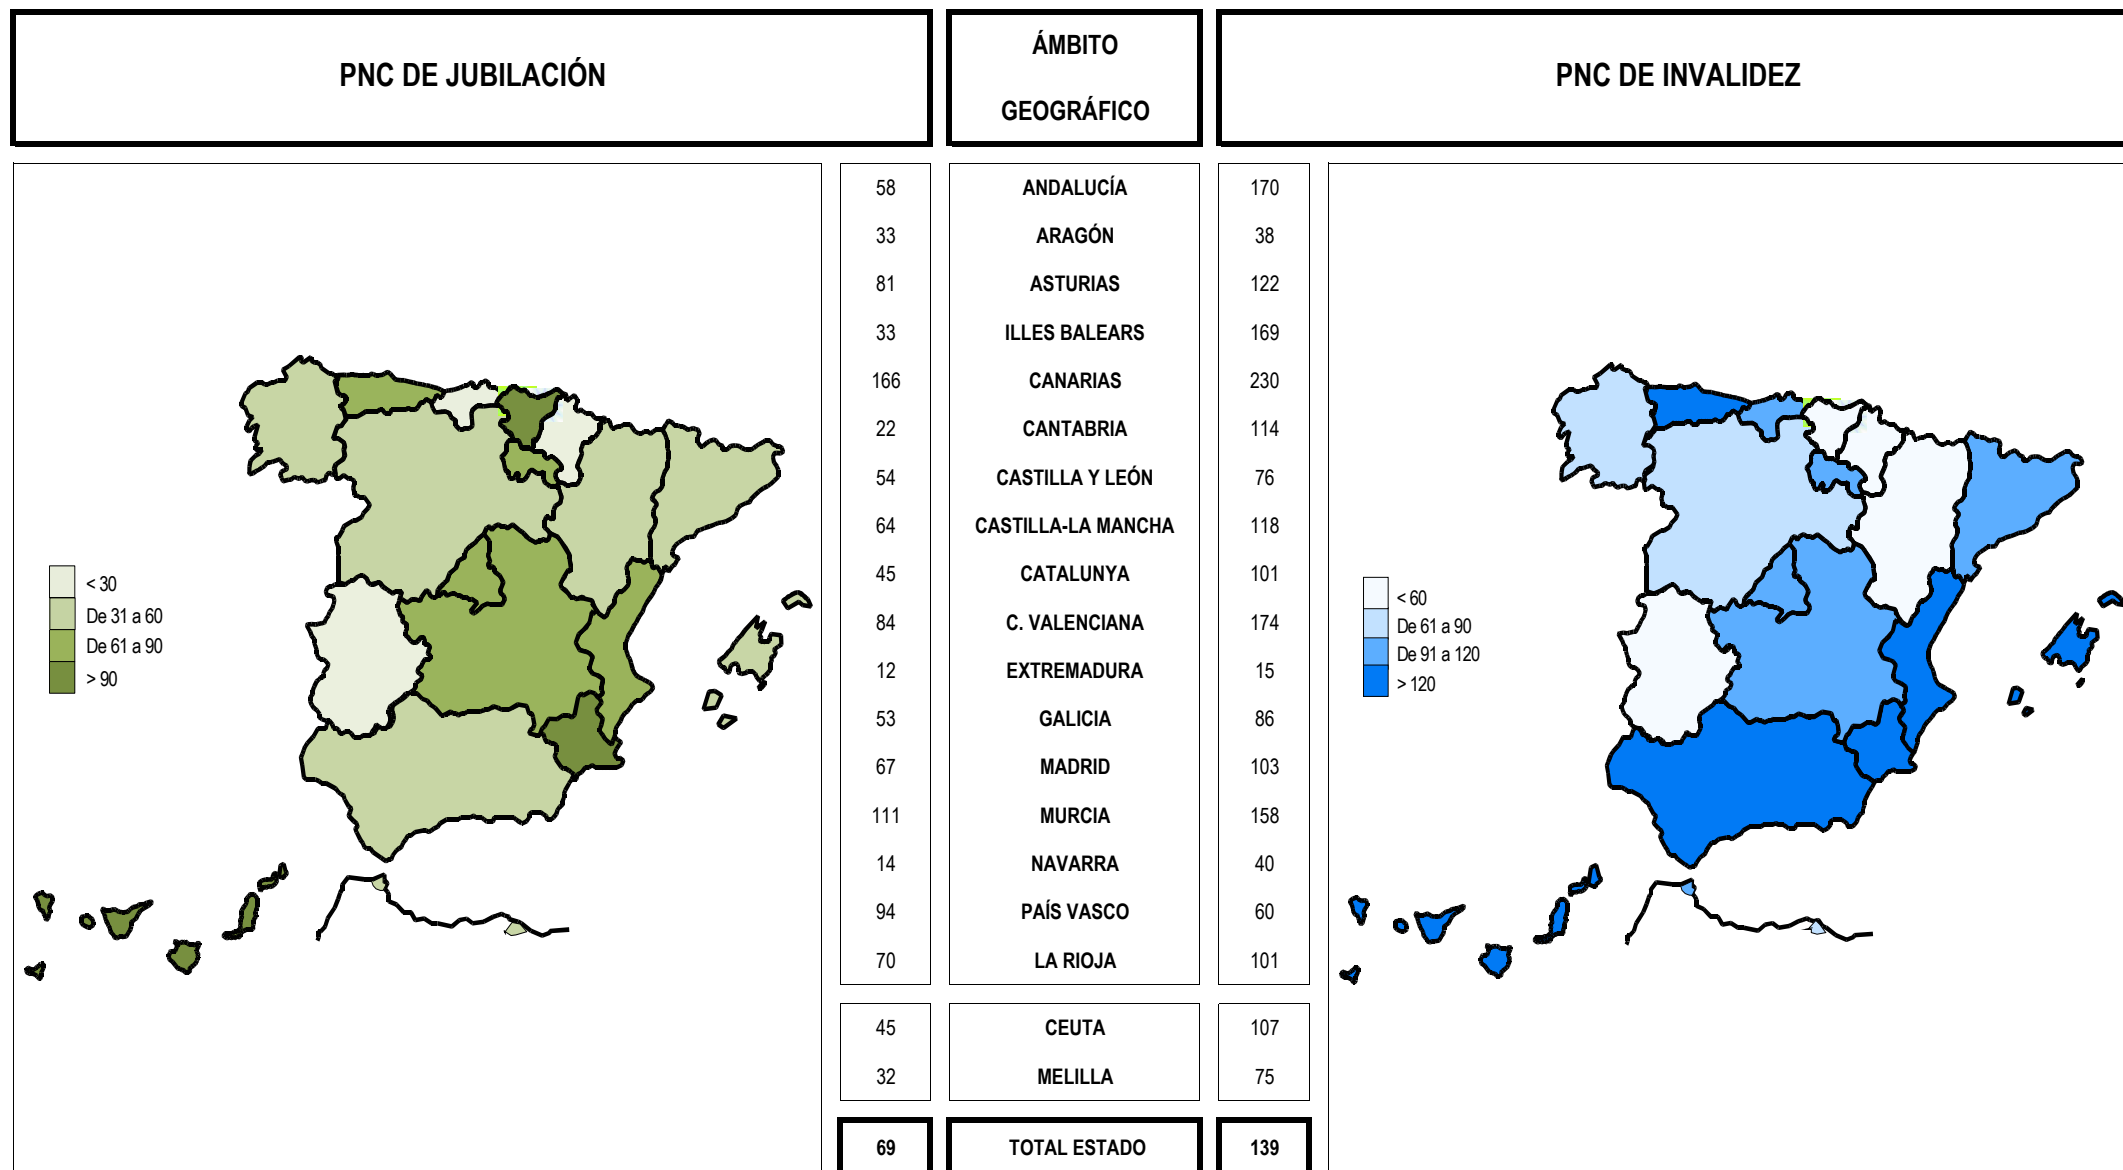 PNC DE JUBILACIÓN
ÁMBITO
GEOGRÁFICO
PNC DE INVALIDEZ
58 ANDALUCÍA 170
33 ARAGÓN 38
81 ASTURIAS 122
33 ILLES BALEARS 169
166 CANARIAS 230
22 CANTABRIA 114
54 CASTILLA Y LEÓN 76
64 CASTILLA-LA MANCHA 118
45 CATALUNYA 101
84 C. VALENCIANA 174
12 EXTREMADURA 15
53 GALICIA 86
67 MADRID 103
111 MURCIA 158
14 NAVARRA 40
94 PAÍS VASCO 60
70 LA RIOJA 101
45 CEUTA 107
32 MELILLA 75
69 TOTAL ESTADO 139
< 30
De 31 a 60
De 61 a 90
> 90
< 60
De 61 a 90
De 91 a 120
> 120